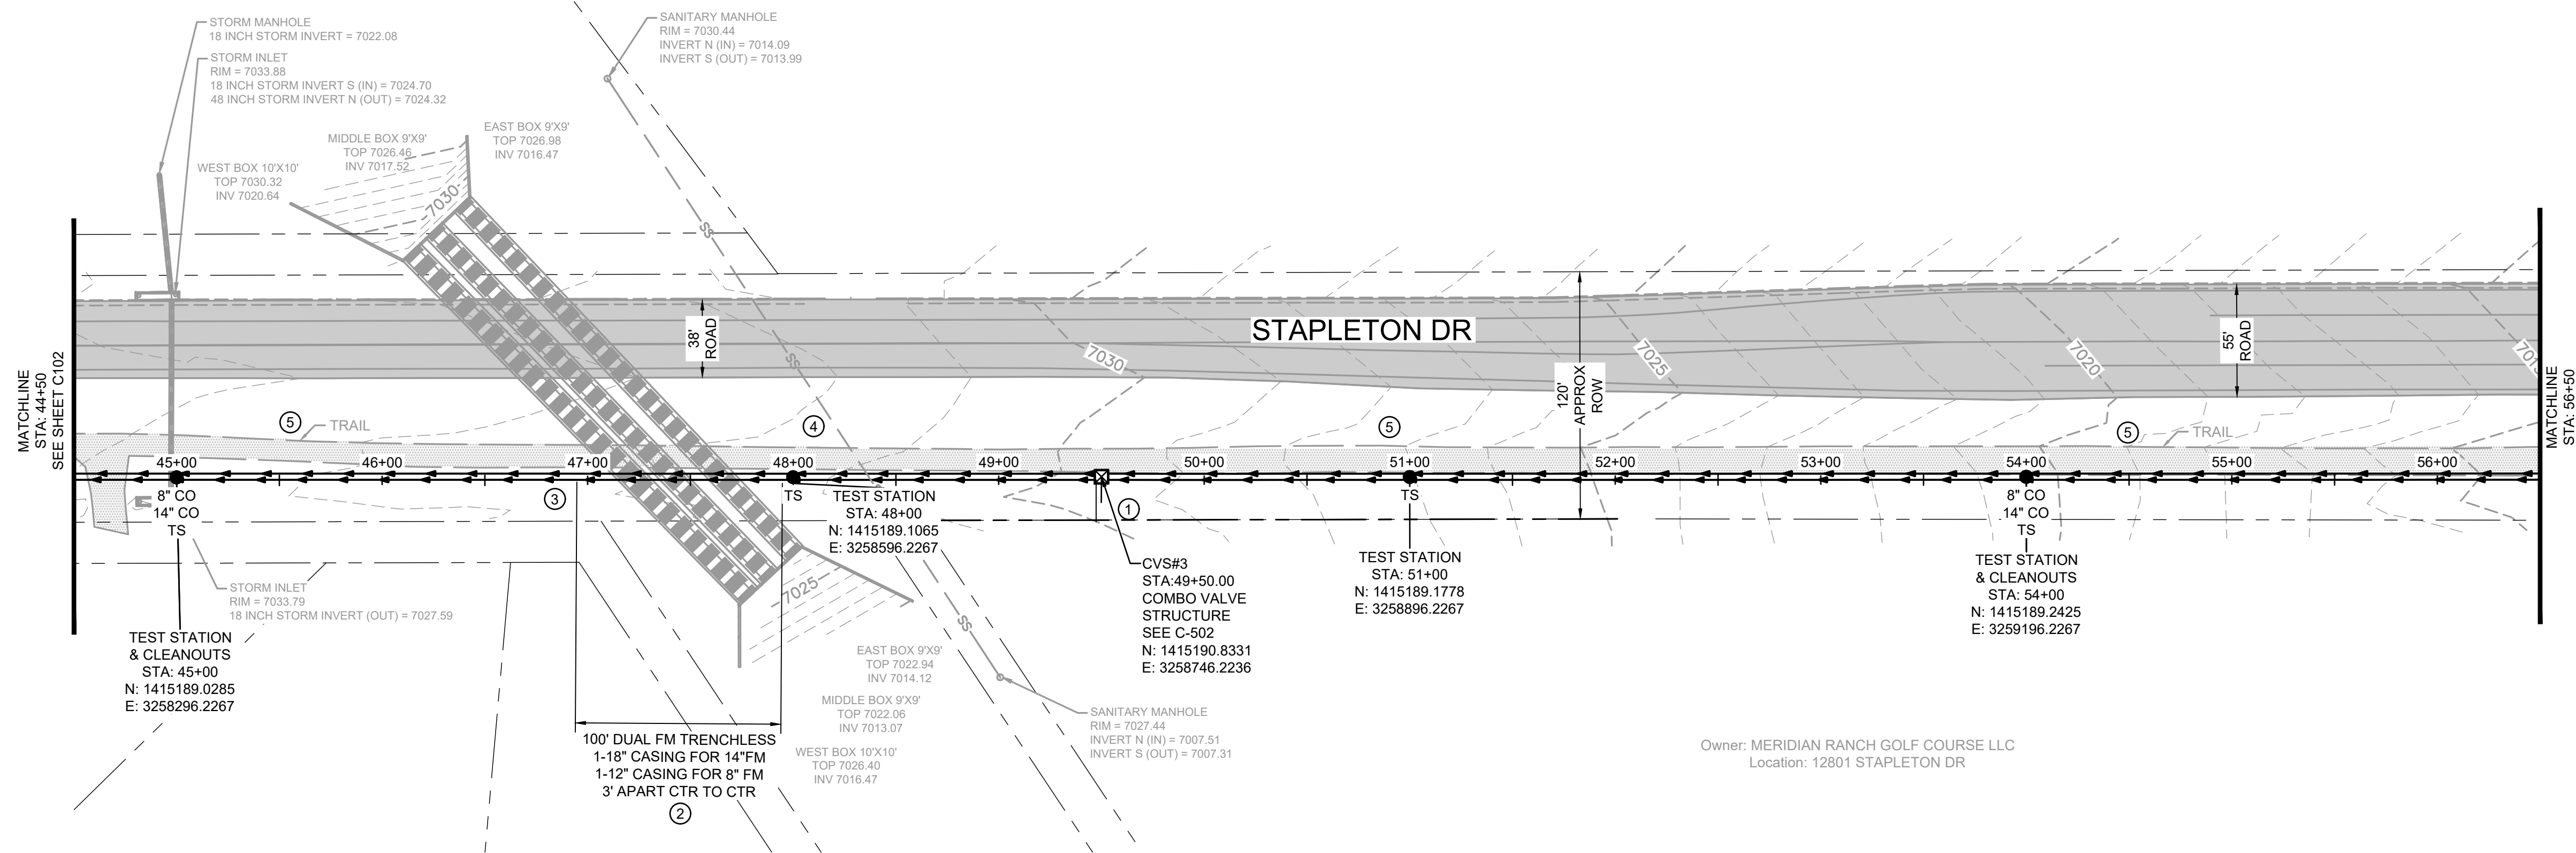 STORM MANHOLE
18 INCH STORM INVERT = 7022.08
STORM INLET
RIM = 7033.88
18 INCH STORM INVERT S (IN) = 7024.70
48 INCH STORM INVERT N (OUT) = 7024.32
SANITARY MANHOLE
RIM = 7030.44
INVERT N (IN) = 7014.09
INVERT S (OUT) = 7013.99
WEST BOX 10'X10'
TOP 7030.32
INV 7020.64
MIDDLE BOX 9'X9'
TOP 7026.46
INV 7017.52
EAST BOX 9'X9'
TOP 7026.98
INV 7016.47
7030
SS
SS
38'
ROAD
STAPLETON DR
7030
120'
APPROX
ROW
7025
7020
55'
ROAD
MATCHLINE
STA: 44+50
SEE SHEET C102
MATCHLINE
STA: 56+50
5
TRAIL
4
5
5
TRAIL
45+00
46+00
47+00
48+00
49+00
50+00
51+00
52+00
53+00
54+00
55+00
56+00
8" CO
14" CO
TS
3
TS
TEST STATION
STA: 48+00
N: 1415189.1065
E: 3258596.2267
1
TS
8" CO
14" CO
TS
STORM INLET
RIM = 7033.79
18 INCH STORM INVERT (OUT) = 7027.59
TEST STATION
& CLEANOUTS
STA: 45+00
N: 1415189.0285
E: 3258296.2267
7025
SS
CVS#3
STA:49+50.00
COMBO VALVE
STRUCTURE
SEE C-502
N: 1415190.8331
E: 3258746.2236
TEST STATION
STA: 51+00
N: 1415189.1778
E: 3258896.2267
TEST STATION
& CLEANOUTS
STA: 54+00
N: 1415189.2425
E: 3259196.2267
EAST BOX 9'X9'
TOP 7022.94
INV 7014.12
MIDDLE BOX 9'X9'
TOP 7022.06
INV 7013.07
WEST BOX 10'X10'
TOP 7026.40
INV 7016.47
SANITARY MANHOLE
RIM = 7027.44
INVERT N (IN) = 7007.51
INVERT S (OUT) = 7007.31
100' DUAL FM TRENCHLESS
1-18" CASING FOR 14"FM
1-12" CASING FOR 8" FM
3' APART CTR TO CTR
2
Owner: MERIDIAN RANCH GOLF COURSE LLC
Location: 12801 STAPLETON DR